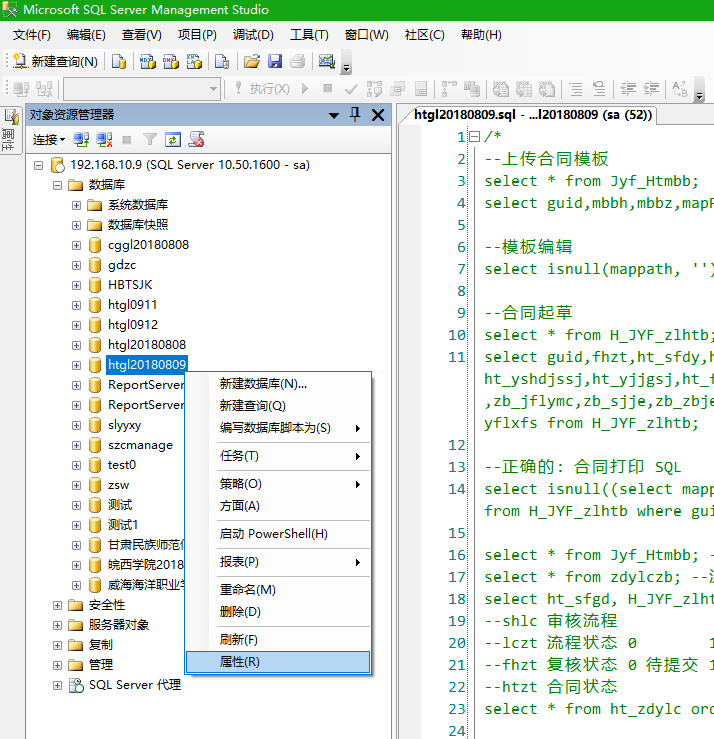 Microsoft SQL Server Management Studio
文件(F) 编辑(E) 查看(V) 项目(P) 调试(D) 工具(T) 窗口(W) 社区(C) 帮助(H)
新建查询(N)
执行(X)
对象资源管理器
连接
192.168.10.9 (SQL Server 10.50.1600 - sa)
数据库
系统数据库
数据库快照
cggl20180808
gdzc
HBTSJK
htgl0911
htgl0912
htgl20180808
htgl20180809
ReportServer
ReportServer
slyyxy
szcmanage
test0
zsw
测试
测试1
甘肃民族师范
皖西学院2018
威海海洋职业
安全性
服务器对象
复制
管理
SQL Server 代理
新建数据库(N)...
新建查询(Q)
编写数据库脚本为(S)
任务(T)
策略(O)
方面(A)
启动 PowerShell(H)
报表(P)
重命名(M)
删除(D)
刷新(F)
属性(R)
htgl20180809.sql - ...l20180809 (sa (52))
1 /*
2 --上传合同模板
3 select * from Jyf_Htmbb;
4 select guid,mbbh,mbbz,mapP
5
6 --模板编辑
7 select isnull(mappath, '')
8
9 --合同起草
10 select * from H_JYF_zlhtb;
11 select guid,fhzt,ht_sfdy,h
ht_yshdjssj,ht_yjjgsj,ht_f
,zb_jflymc,zb_sjje,zb_zbje
yflxfs from H_JYF_zlhtb;
12
13 --正确的: 合同打印 SQL
14 select isnull((select mapp
from H_JYF_zlhtb where gui
15
16 select * from Jyf_Htmbb; -
17 select * from zdylczb; --
18 select ht_sfgd, H_JYF_zlht
19 --shlc 审核流程
20 --lczt 流程状态 0 1
21 --fhzt 复核状态 0 待提交 1
22 --htzt 合同状态
23 select * from ht_zdylc ord
24